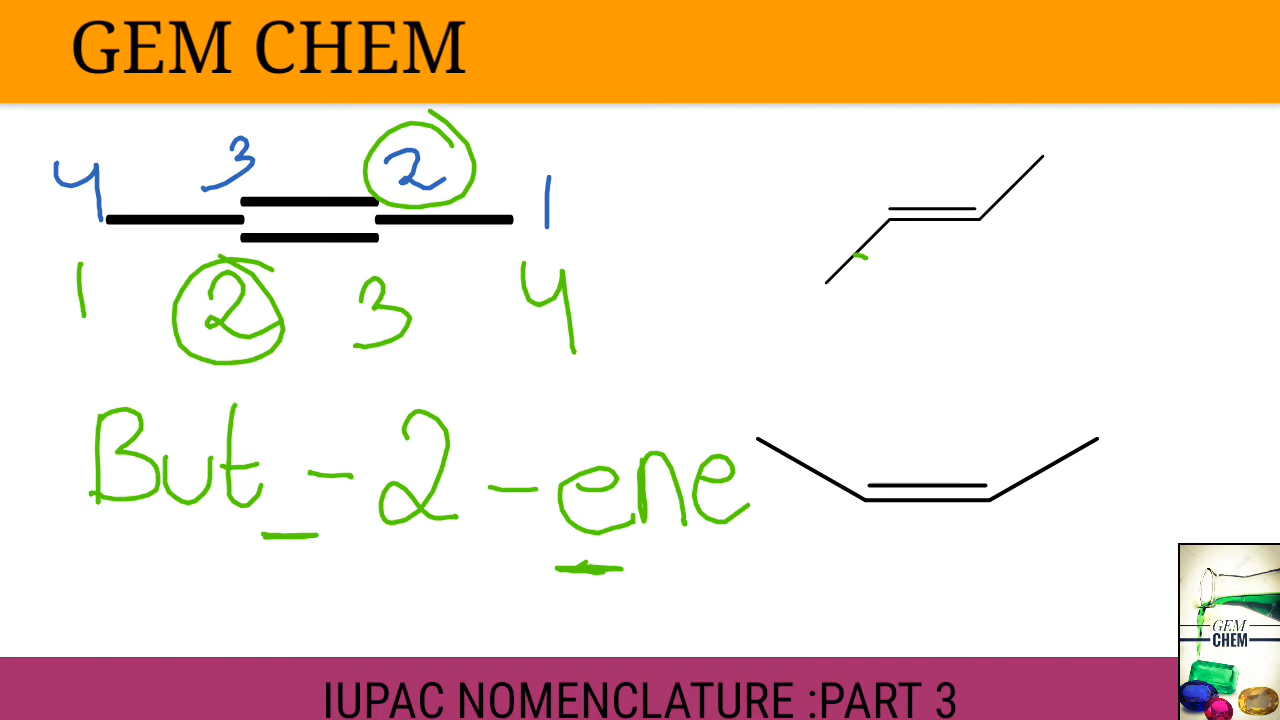 GEM CHEM
4 3 2 1
1 2 3 4
But - 2 - ene
GEM
CHEM
IUPAC NOMENCLATURE :PART 3